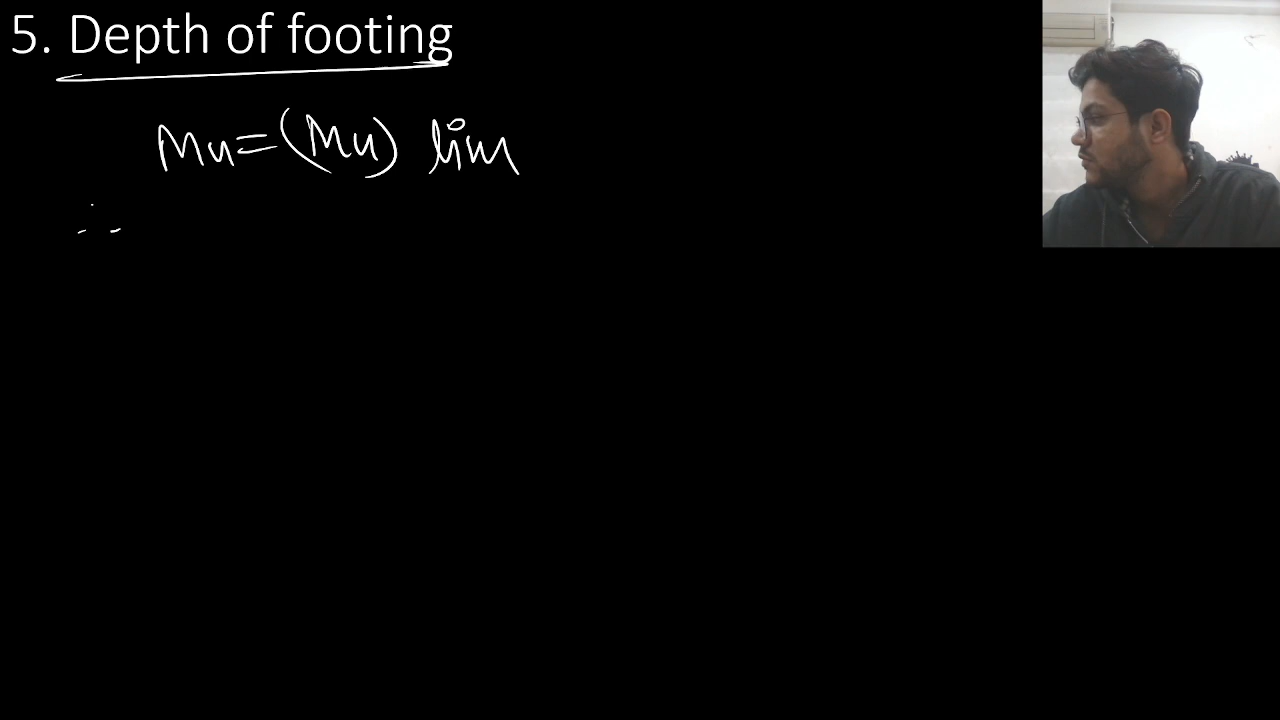 5. Depth of footing
Mu=(Mu) lim
∴